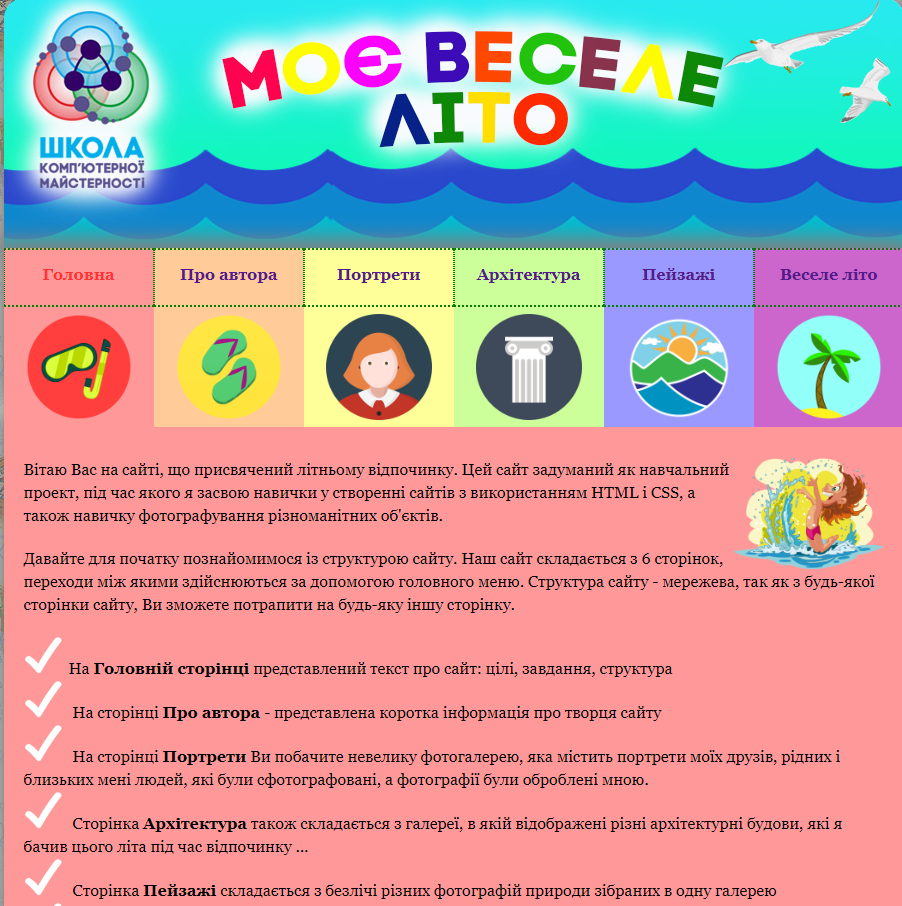 МОЄ ВЕСЕЛЕ
ЛІТО
ШКОЛА
КОМП'ЮТЕРНОЇ
МАЙСТЕРНОСТІ
Головна Про автора Портрети Архітектура Пейзажі Веселе літо
Вітаю Вас на сайті, що присвячений літньому відпочинку. Цей сайт задуманий як навчальний
проект, під час якого я засвою навички у створенні сайтів з використанням HTML і CSS, а
також навичку фотографування різноманітних об'єктів.
Давайте для початку познайомимося із структурою сайту. Наш сайт складається з 6 сторінок,
переходи між якими здійснюються за допомогою головного меню. Структура сайту - мережева, так як з будь-якої
сторінки сайту, Ви зможете потрапити на будь-яку іншу сторінку.
На Головній сторінці представлений текст про сайт: цілі, завдання, структура
На сторінці Про автора - представлена коротка інформація про творця сайту
На сторінці Портрети Ви побачите невелику фотогалерею, яка містить портрети моїх друзів, рідних і
близьких мені людей, які були сфотографовані, а фотографії були оброблені мною.
Сторінка Архітектура також складається з галереї, в якій відображені різні архітектурні будови, які я
бачив цього літа під час відпочинку ...
Сторінка Пейзажі складається з безлічі різних фотографій природи зібраних в одну галерею